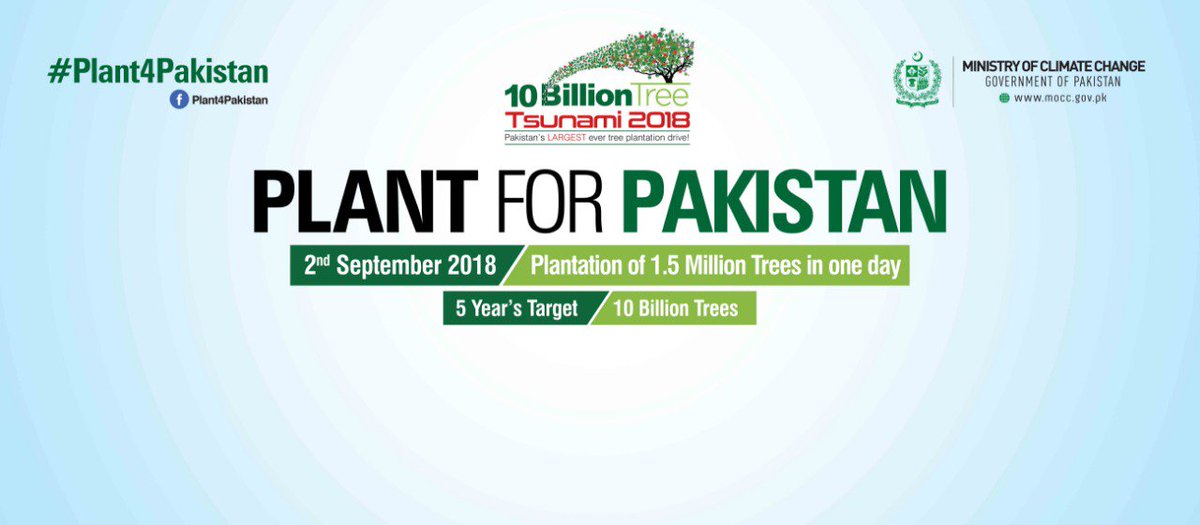 #Plant4Pakistan
Plant4Pakistan
10 Billion Tree
Tsunami 2018
Pakistan's LARGEST ever tree plantation drive!
MINISTRY OF CLIMATE CHANGE
GOVERNMENT OF PAKISTAN
www.mocc.gov.pk
PLANT FOR PAKISTAN
2nd September 2018 Plantation of 1.5 Million Trees in one day
5 Year's Target 10 Billion Trees